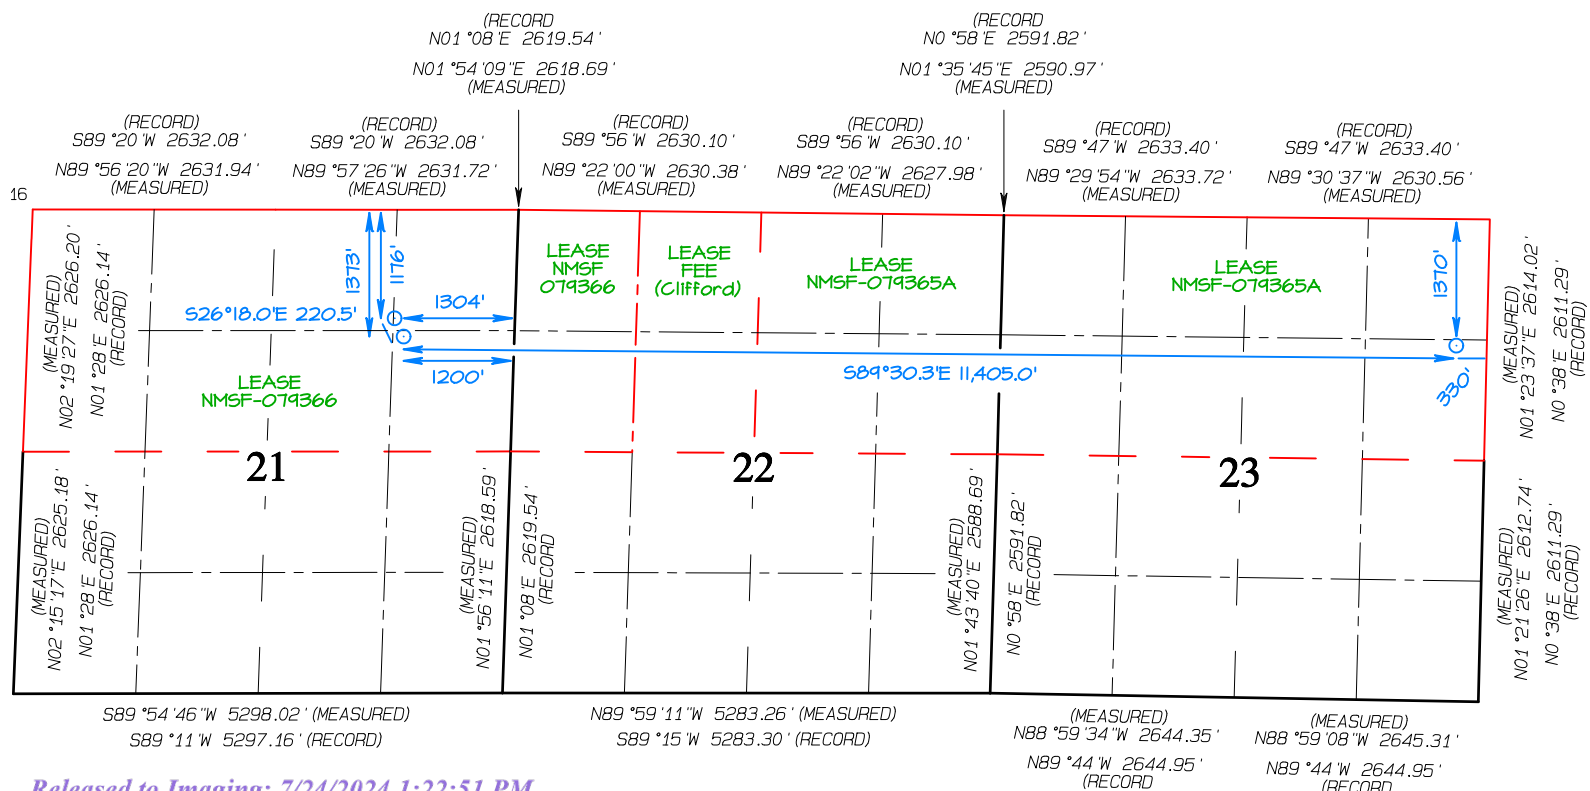 (RECORD
N01°08'E 2619.54'
N01°54'09"E 2618.69'
(MEASURED)
(RECORD
N0°58'E 2591.82'
N01°35'45"E 2590.97'
(MEASURED)
(RECORD)
S89°20'W 2632.08'
N89°56'20"W 2631.94'
(MEASURED)
(RECORD)
S89°20'W 2632.08'
N89°57'26"W 2631.72'
(MEASURED)
(RECORD)
S89°56'W 2630.10'
N89°22'00"W 2630.38'
(MEASURED)
(RECORD)
S89°56'W 2630.10'
N89°22'02"W 2627.98'
(MEASURED)
(RECORD)
S89°47'W 2633.40'
N89°29'54"W 2633.72'
(MEASURED)
(RECORD)
S89°47'W 2633.40'
N89°30'37"W 2630.56'
(MEASURED)
16
(MEASURED)
N02°19'27"E 2626.20'
N01°28'E 2626.14'
(RECORD)
1373'
1176'
1304'
S26°18.0'E 220.5'
1200'
LEASE
NMSF-079366
LEASE
NMSF
079366
LEASE
FEE
(Clifford)
LEASE
NMSF-079365A
LEASE
NMSF-079365A
1370'
S89°30.3'E 11,405.0'
330'
(MEASURED)
N01°23'37"E 2614.02'
N0°38'E 2611.29'
(RECORD)
21
22
23
(MEASURED)
N02°15'17"E 2625.18'
N01°28'E 2626.14'
(RECORD)
(MEASURED)
N01°56'11"E 2618.59'
N01°08'E 2619.54'
(RECORD
(MEASURED)
N01°43'40"E 2588.69'
N0°58'E 2591.82'
(RECORD
(MEASURED)
N01°21'26"E 2612.74'
N0°38'E 2611.29'
(RECORD)
S89°54'46"W 5298.02' (MEASURED)
S89°11'W 5297.16' (RECORD)
N89°59'11"W 5283.26' (MEASURED)
S89°15'W 5283.30' (RECORD)
(MEASURED)
N88°59'34"W 2644.35'
N89°44'W 2644.95'
(RECORD
(MEASURED)
N88°59'08"W 2645.31'
N89°44'W 2644.95'
(RECORD
Released to Imaging: 7/24/2024 1:22:51 PM